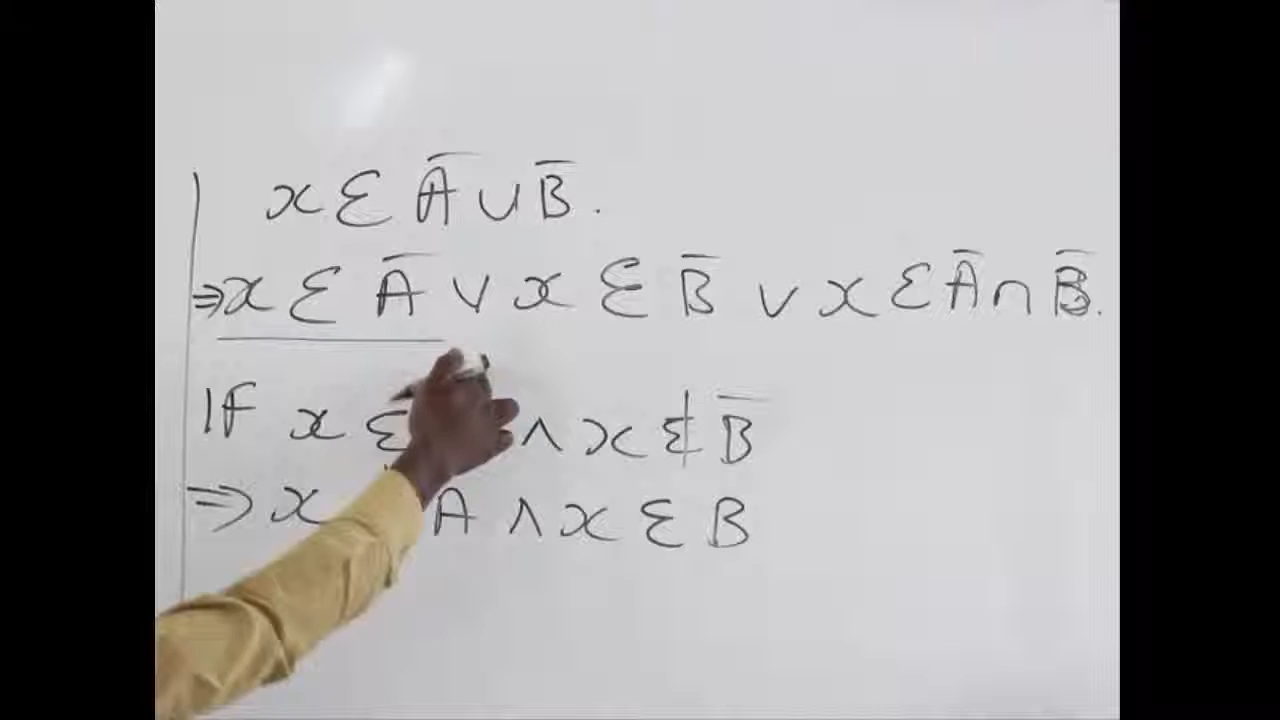 x ∈ A̅ ∪ B̅.
⇒ x ∈ A̅ ∨ x ∈ B̅ ∨ x ∈ A̅ ∩ B̅.
If x ∈ ∧ x ∉ B̅
⇒ x A ∧ x ∈ B